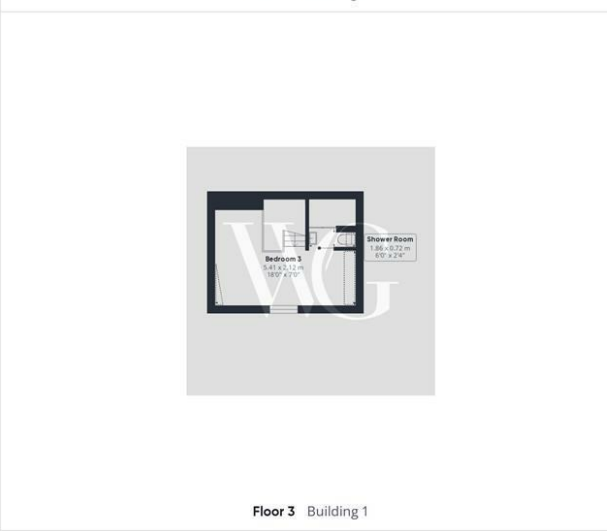 WG
Bedroom 3
5.41 x 2.12 m
18'0" x 7'0"
Shower Room
1.86 x 0.72 m
6'0" x 2'4"
Floor 3 Building 1